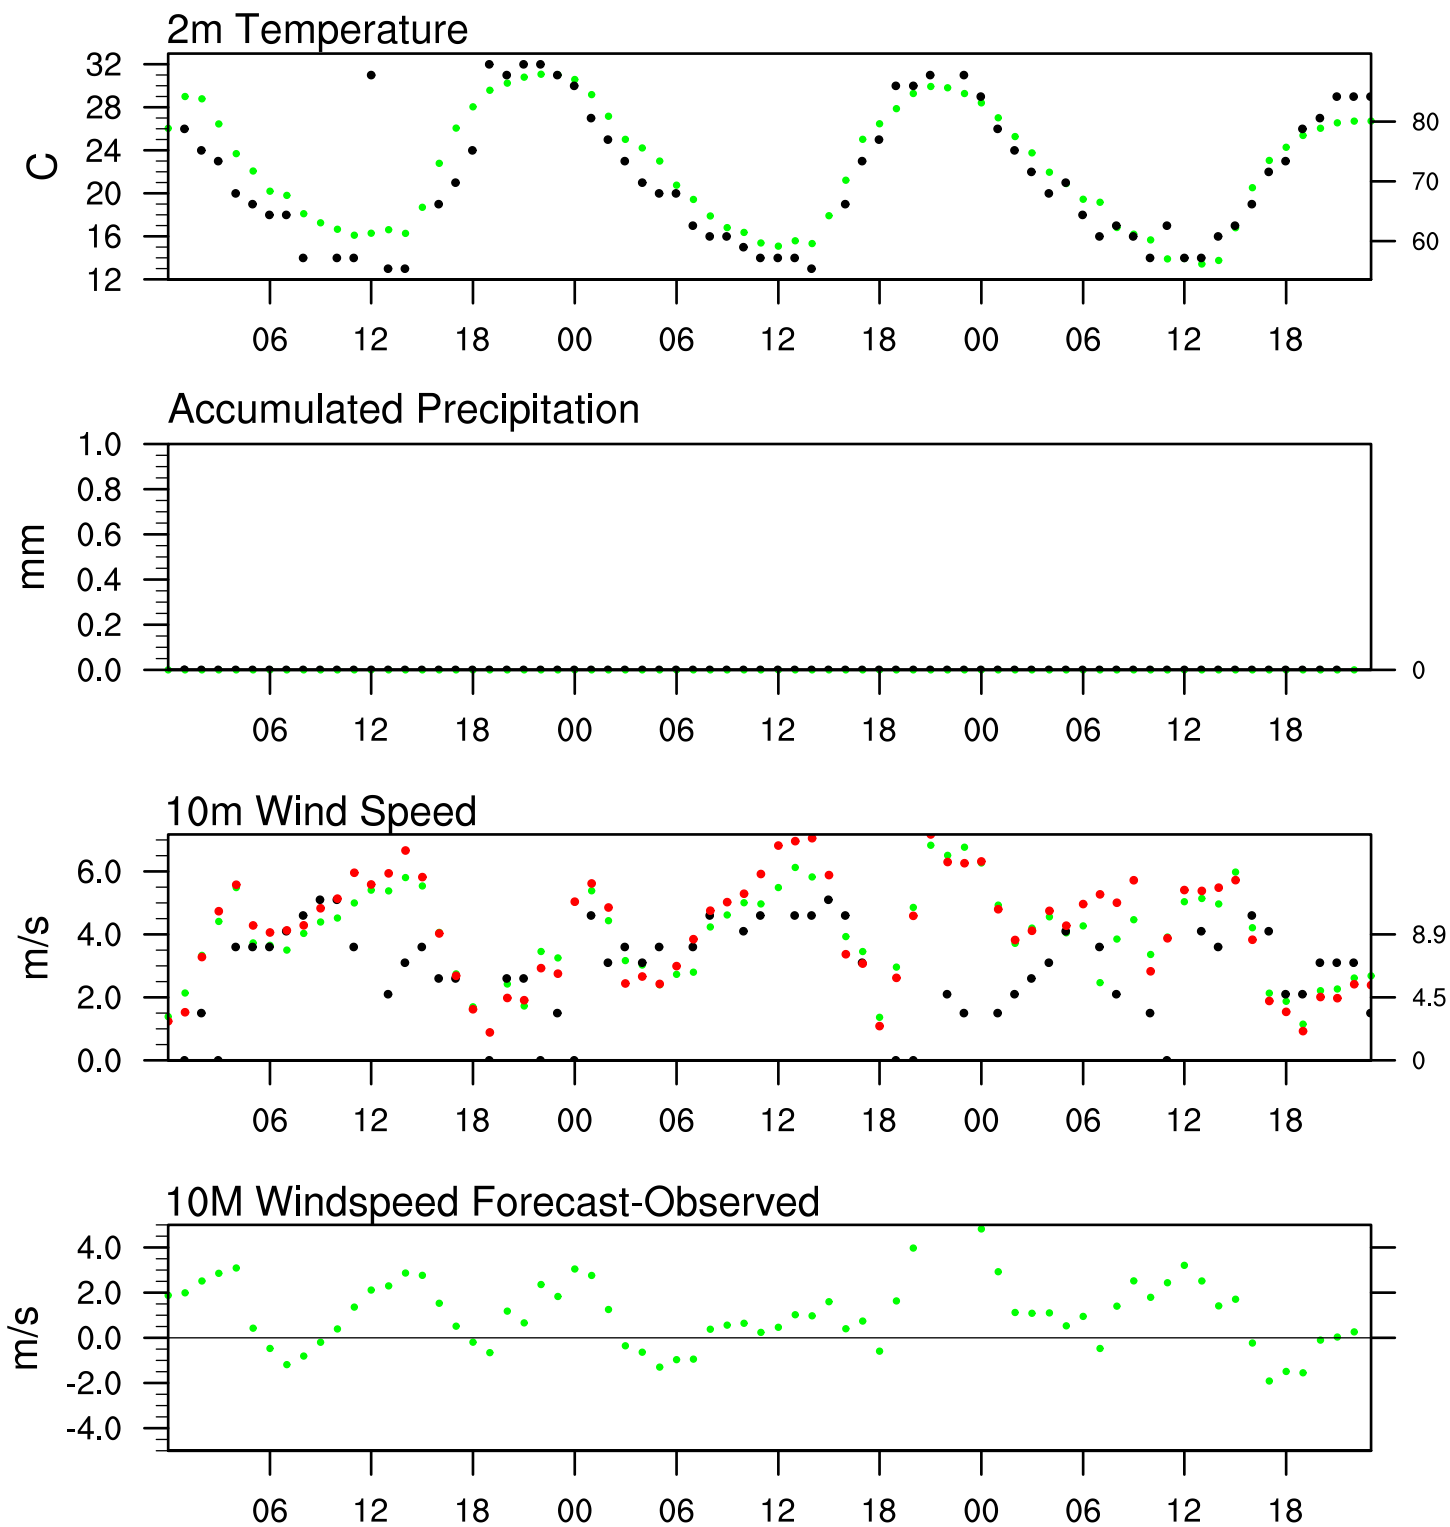 2m Temperature
32
28
24
20
16
12
C
80
70
60
06 12 18 00 06 12 18 00 06 12 18
Accumulated Precipitation
1.0
0.8
0.6
0.4
0.2
0.0
mm
0
06 12 18 00 06 12 18 00 06 12 18
10m Wind Speed
6.0
4.0
2.0
0.0
m/s
8.9
4.5
0
06 12 18 00 06 12 18 00 06 12 18
10M Windspeed Forecast-Observed
4.0
2.0
0.0
-2.0
-4.0
m/s
06 12 18 00 06 12 18 00 06 12 18